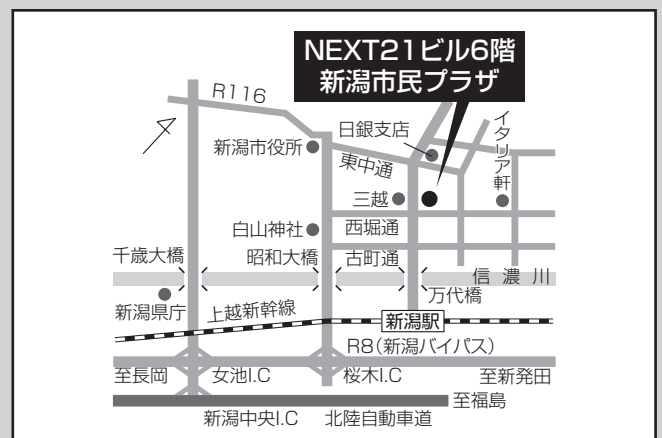 NEXT21ビル6階
新潟市民プラザ
R116
日銀支店
イタリア軒
新潟市役所
東中通
三越
白山神社
西堀通
千歳大橋
昭和大橋
古町通
信濃川
万代橋
新潟県庁
上越新幹線
新潟駅
R8(新潟バイパス)
至長岡
女池I.C
桜木I.C
至新発田
至福島
新潟中央I.C
北陸自動車道